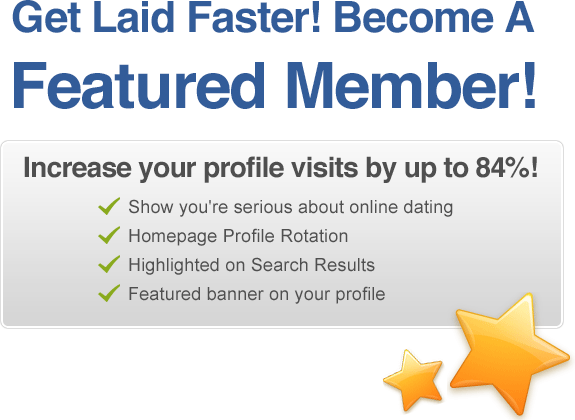 Get Laid Faster! Become A
Featured Member!
Increase your profile visits by up to 84%!
Show you're serious about online dating
Homepage Profile Rotation
Highlighted on Search Results
Featured banner on your profile